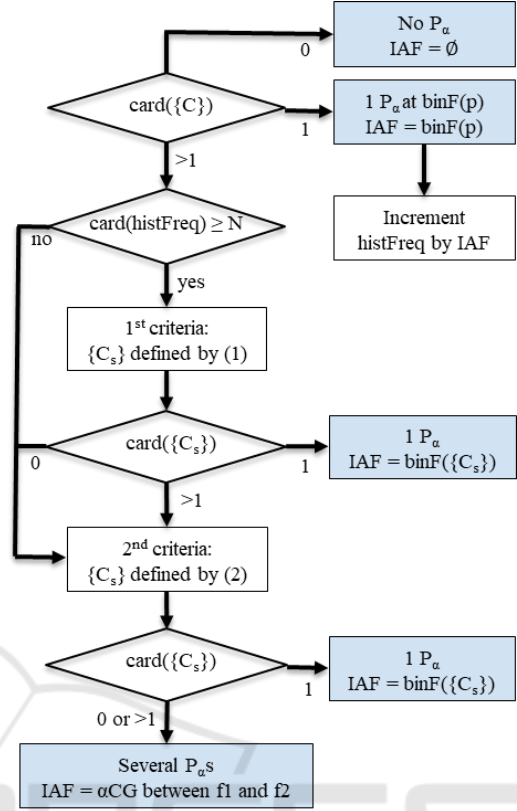 No Pα
IAF = Ø
0
card({C})
1 Pα at binF(p)
IAF = binF(p)
1
>1
card(histFreq) ≥ N
no
Increment
histFreq by IAF
yes
1st criteria:
{Cs} defined by (1)
card({Cs})
0
1 Pα
IAF = binF({Cs})
1
>1
2nd criteria:
{Cs} defined by (2)
card({Cs})
1 Pα
IAF = binF({Cs})
1
0 or >1
Several Pαs
IAF = αCG between f1 and f2